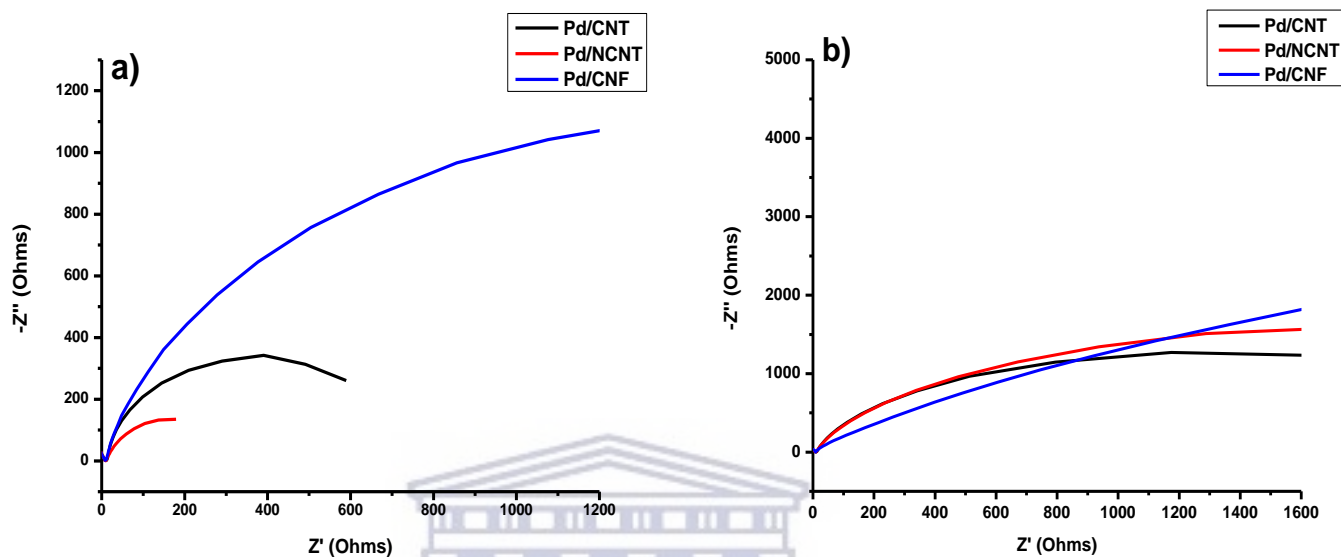 a)
Pd/CNT
Pd/NCNT
Pd/CNF
1200
1000
800
600
400
200
0
-Z'' (Ohms)
0 200 400 600 800 1000 1200
Z' (Ohms)
b)
Pd/CNT
Pd/NCNT
Pd/CNF
5000
4000
3000
2000
1000
0
-Z'' (Ohms)
0 200 400 600 800 1000 1200 1400 1600
Z' (Ohms)